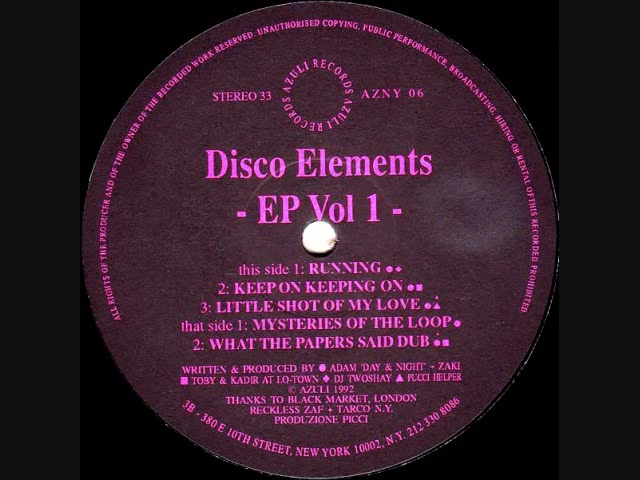 ALL RIGHTS OF THE PRODUCER AND OF THE OWNER OF THE RECORDED WORK RESERVED. UNAUTHORISED COPYING, PUBLIC PERFORMANCE, BROADCASTING, HIRING OR RENTAL OF THIS RECORDED PROHIBITED
AZULI RECORDS AZULI RECORDS
STEREO 33
AZNY 06
Disco Elements
- EP Vol 1 -
this side 1: RUNNING ●◆
2: KEEP ON KEEPING ON ●■
3: LITTLE SHOT OF MY LOVE ●▲
that side 1: MYSTERIES OF THE LOOP ●
2: WHAT THE PAPERS SAID DUB ●■
WRITTEN & PRODUCED BY ● ADAM 'DAY & NIGHT' + ZAKI
■ TOBY & KADIR AT LO-TOWN ◆ DJ TWOSHAY ▲ PUCCI HELPER
© AZULI 1992
THANKS TO BLACK MARKET, LONDON
RECKLESS ZAF + TARCO N.Y.
PRODUZIONE PICCI
3B - 380 E 10TH STREET, NEW YORK 10002, N.Y. 212 330 8086